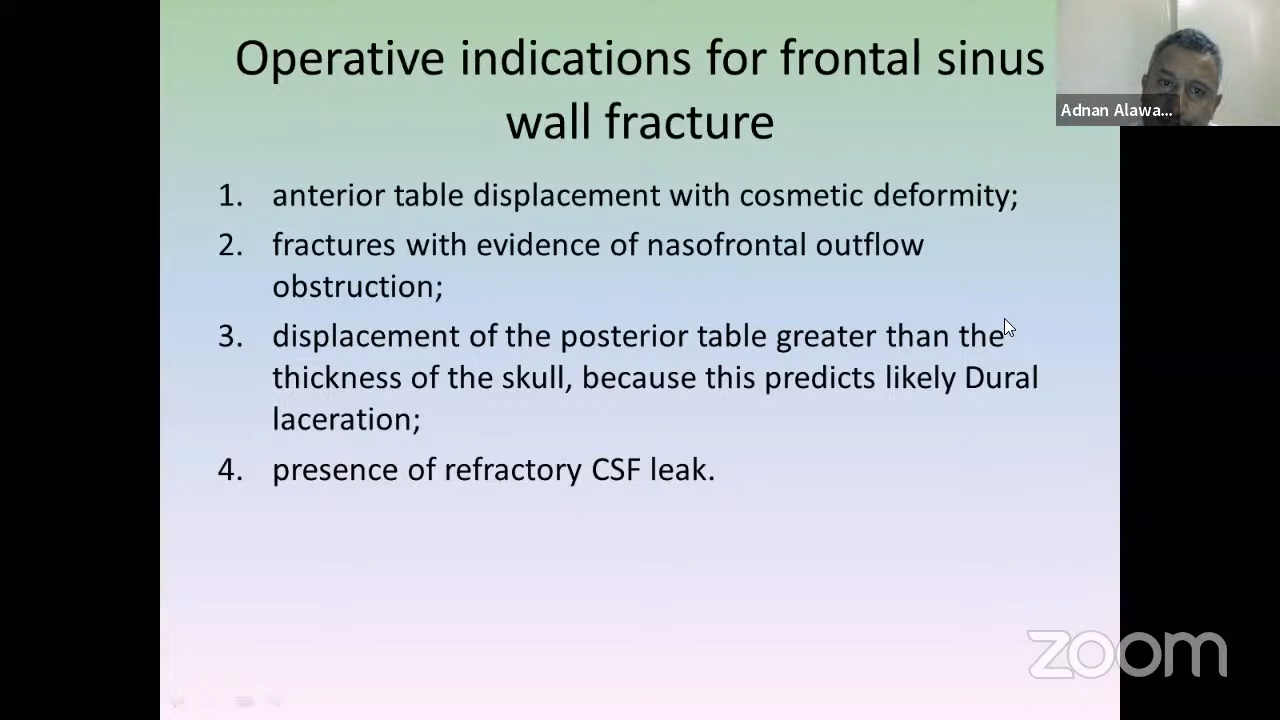 Operative indications for frontal sinus
wall fracture
Adnan Alawa...
1. anterior table displacement with cosmetic deformity;
2. fractures with evidence of nasofrontal outflow
obstruction;
3. displacement of the posterior table greater than the
thickness of the skull, because this predicts likely Dural
laceration;
4. presence of refractory CSF leak.
zoom